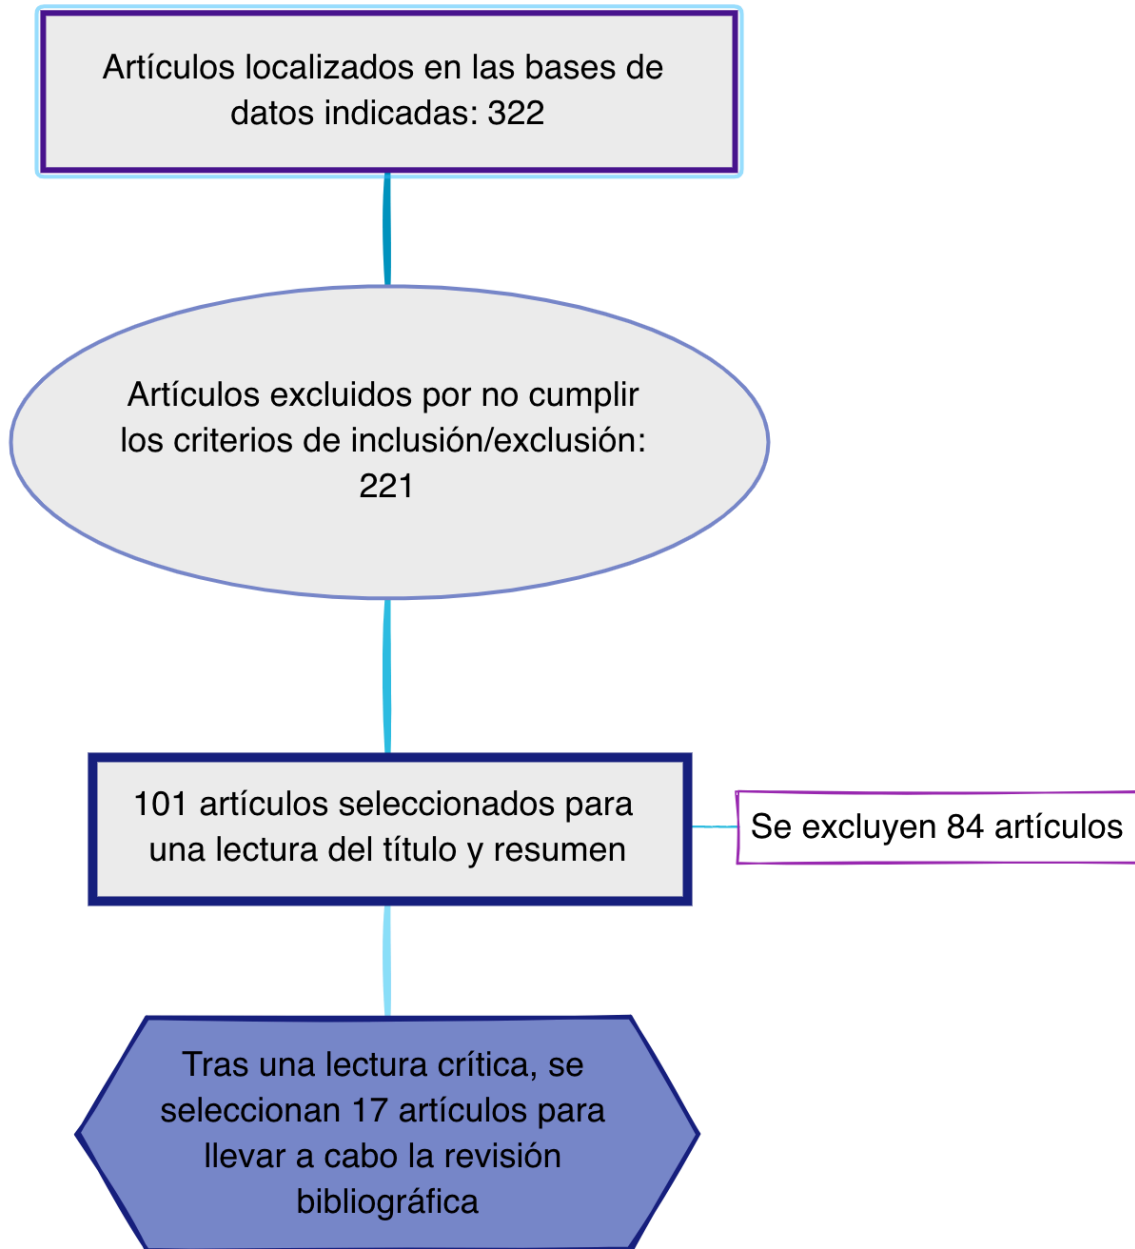 Artículos localizados en las bases de
datos indicadas: 322
Artículos excluidos por no cumplir
los criterios de inclusión/exclusión:
221
101 artículos seleccionados para
una lectura del título y resumen
Se excluyen 84 artículos
Tras una lectura crítica, se
seleccionan 17 artículos para
llevar a cabo la revisión
bibliográfica